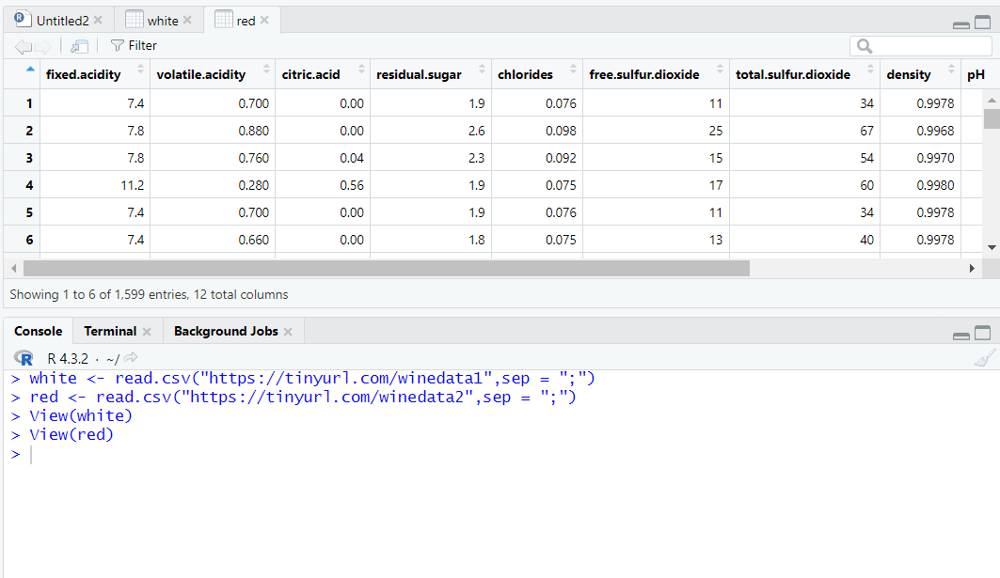 Untitled2 white red
Filter
fixed.acidity volatile.acidity citric.acid residual.sugar chlorides free.sulfur.dioxide total.sulfur.dioxide density pH
1 7.4 0.700 0.00 1.9 0.076 11 34 0.9978
2 7.8 0.880 0.00 2.6 0.098 25 67 0.9968
3 7.8 0.760 0.04 2.3 0.092 15 54 0.9970
4 11.2 0.280 0.56 1.9 0.075 17 60 0.9980
5 7.4 0.700 0.00 1.9 0.076 11 34 0.9978
6 7.4 0.660 0.00 1.8 0.075 13 40 0.9978
Showing 1 to 6 of 1,599 entries, 12 total columns
Console Terminal Background Jobs
R R 4.3.2 · ~/
> white <- read.csv("https://tinyurl.com/winedata1",sep = ";")
> red <- read.csv("https://tinyurl.com/winedata2",sep = ";")
> View(white)
> View(red)
>